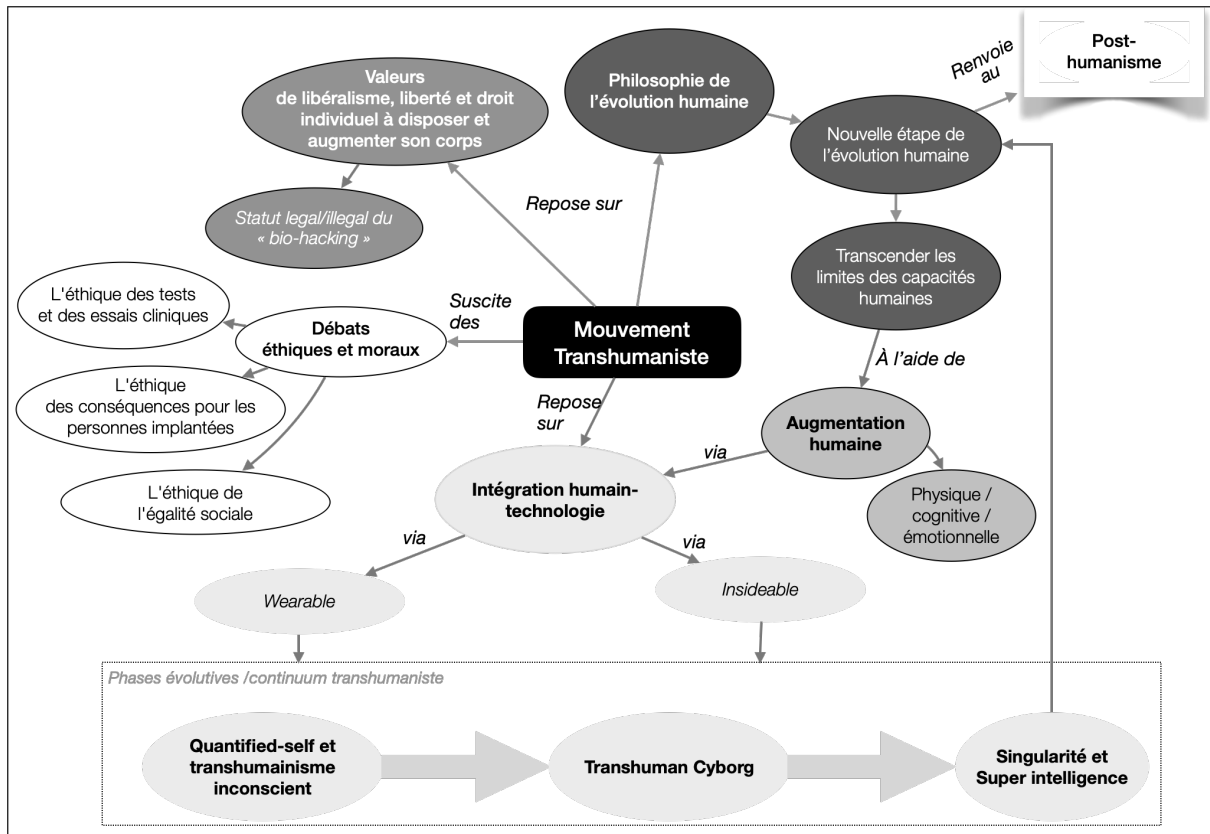 Post-
humanisme
Renvoie
au
Valeurs
de libéralisme, liberté et droit
individuel à disposer et
augmenter son corps
Philosophie de
l'évolution humaine
Nouvelle étape de
l'évolution humaine
Repose sur
Statut legal/illegal du
« bio-hacking »
Transcender les
limites des capacités
humaines
L'éthique des tests
et des essais cliniques
Suscite
des
Débats
éthiques et moraux
Mouvement
Transhumaniste
À l'aide de
L'éthique
des conséquences pour les
personnes implantées
Repose
sur
Augmentation
humaine
via
L'éthique de
l'égalité sociale
Intégration humain-
technologie
Physique /
cognitive /
émotionnelle
via
via
Wearable
Insideable
Phases évolutives /continuum transhumaniste
Quantified-self et
transhumainisme
inconscient
Transhuman Cyborg
Singularité et
Super intelligence